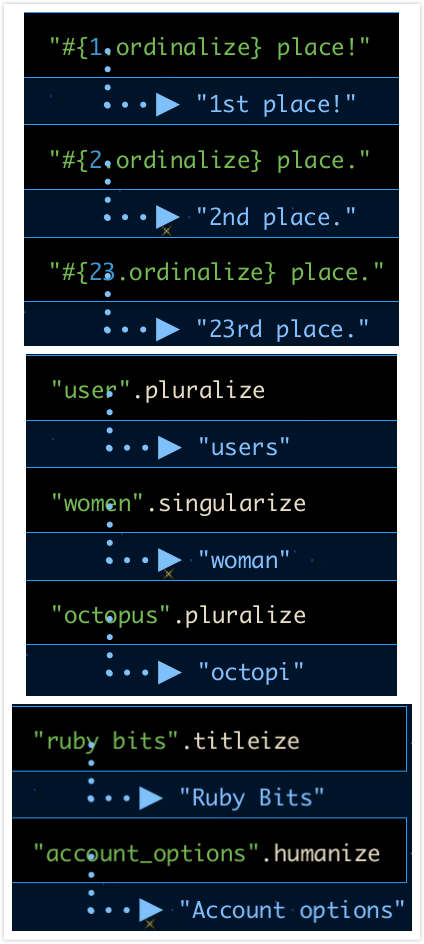 "#{1.ordinalize} place!"
"1st place!"
"#{2.ordinalize} place."
"2nd place."
"#{23.ordinalize} place."
"23rd place."
"user".pluralize
"users"
"women".singularize
"woman"
"octopus".pluralize
"octopi"
"ruby bits".titleize
"Ruby Bits"
"account_options".humanize
"Account options"